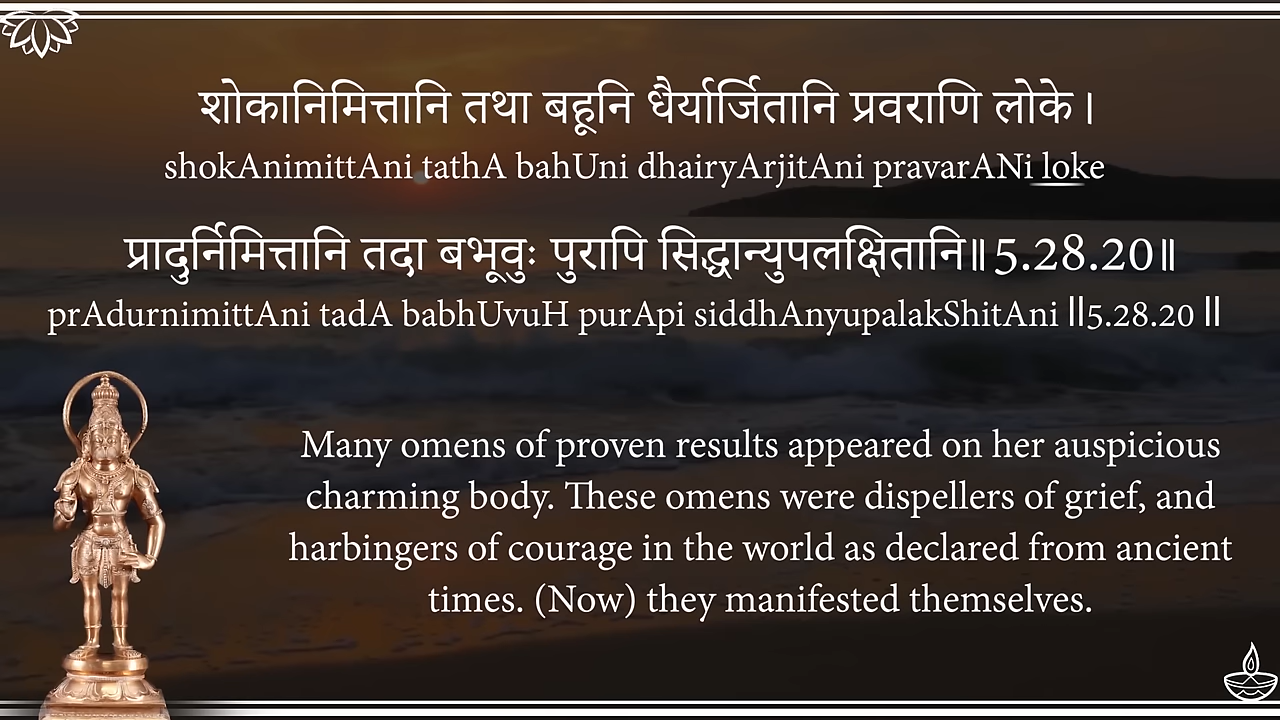 शोकानिमित्तानि तथा बहूनि धैर्यार्जितानि प्रवराणि लोके।
shokAnimittAni tathA bahUni dhairyArjitAni pravarANi loke
प्रादुर्निमित्तानि तदा बभूवुः पुरापि सिद्धान्युपलक्षितानि॥5.28.20॥
prAdurnimittAni tadA babhUvuH purApi siddhAnyupalakShitAni ||5.28.20 ||
Many omens of proven results appeared on her auspicious
charming body. These omens were dispellers of grief, and
harbingers of courage in the world as declared from ancient
times. (Now) they manifested themselves.